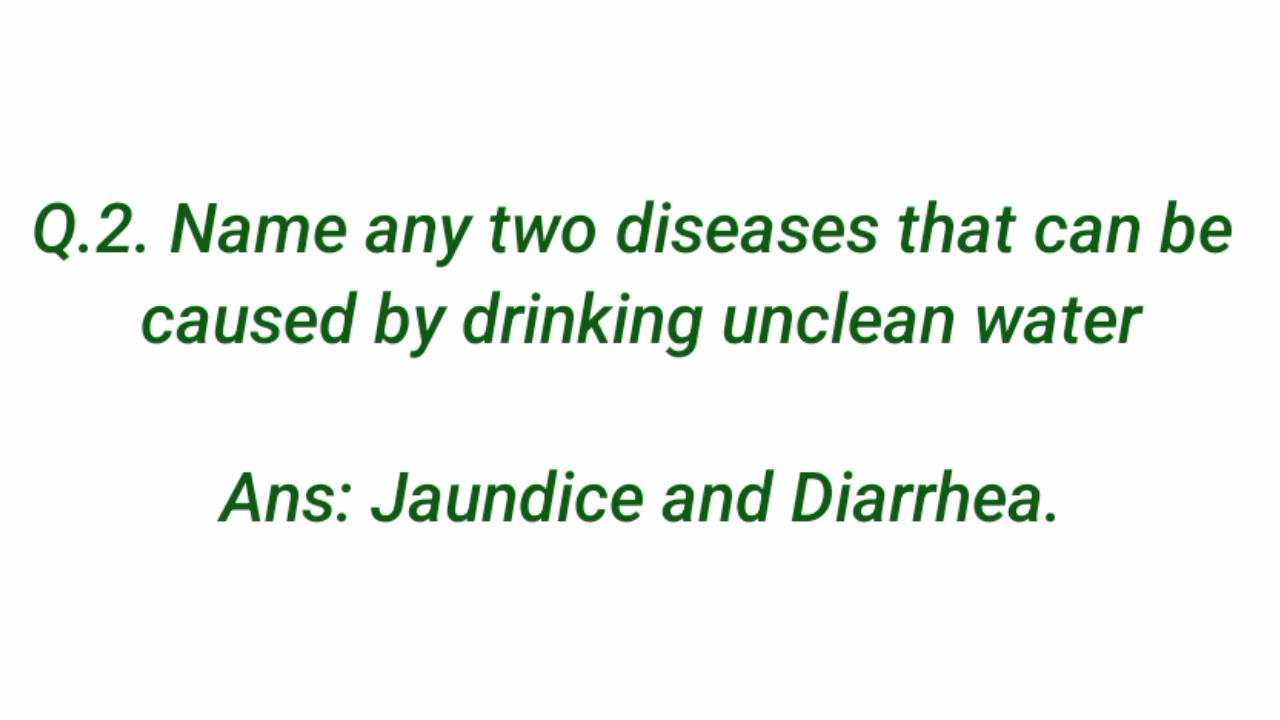 Q.2. Name any two diseases that can be
caused by drinking unclean water
Ans: Jaundice and Diarrhea.